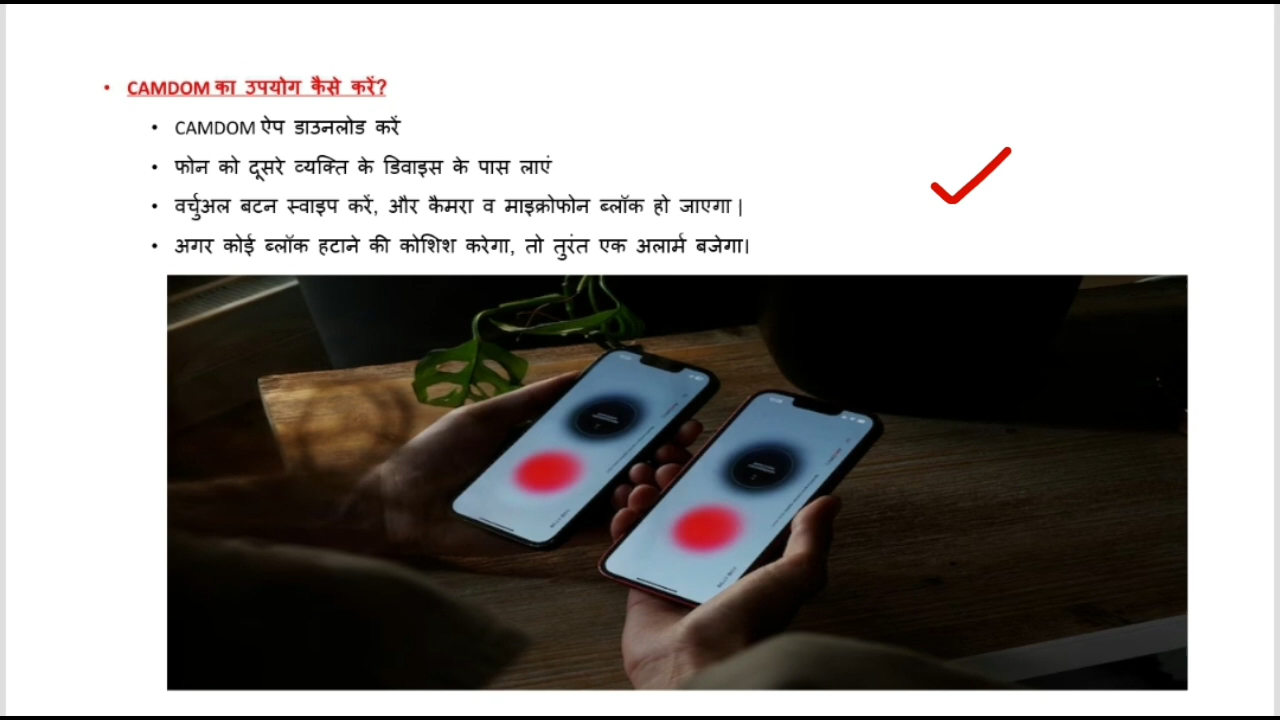 • CAMDOM का उपयोग कैसे करें?
• CAMDOM ऐप डाउनलोड करें
• फोन को दूसरे व्यक्ति के डिवाइस के पास लाएं
• वर्चुअल बटन स्वाइप करें, और कैमरा व माइक्रोफोन ब्लॉक हो जाएगा |
• अगर कोई ब्लॉक हटाने की कोशिश करेगा, तो तुरंत एक अलार्म बजेगा।